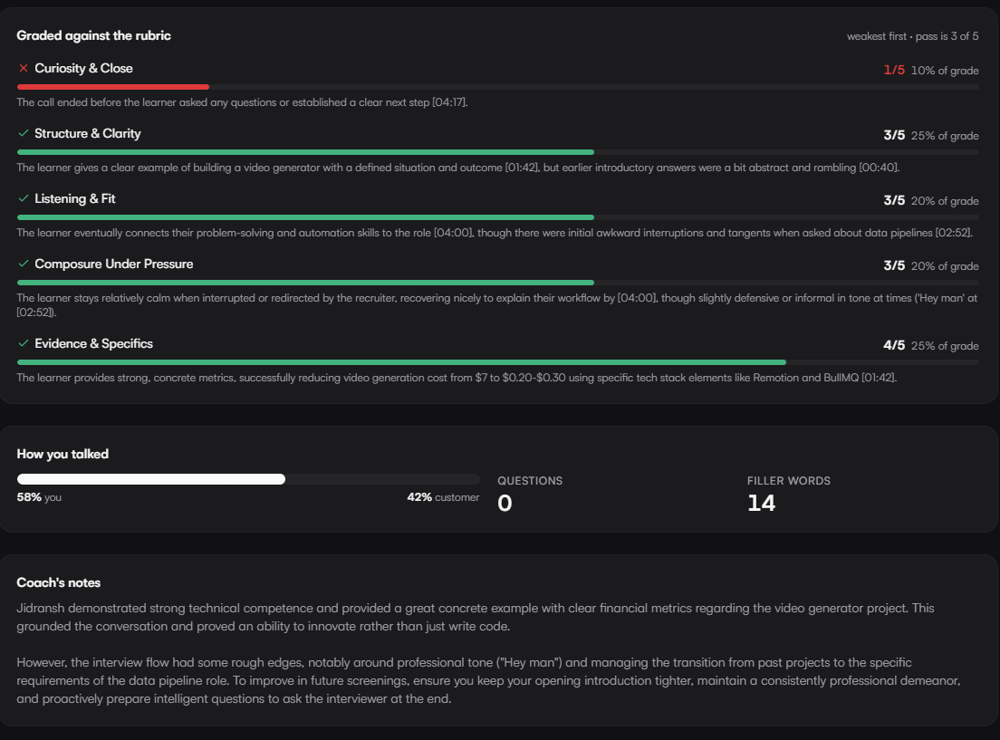 Graded against the rubric
weakest first • pass is 3 of 5
Curiosity & Close
1/5 10% of grade
The call ended before the learner asked any questions or established a clear next step [04:17].
Structure & Clarity
3/5 25% of grade
The learner gives a clear example of building a video generator with a defined situation and outcome [01:42], but earlier introductory answers were a bit abstract and rambling [00:40].
Listening & Fit
3/5 20% of grade
The learner eventually connects their problem-solving and automation skills to the role [04:00], though there were initial awkward interruptions and tangents when asked about data pipelines [02:52].
Composure Under Pressure
3/5 20% of grade
The learner stays relatively calm when interrupted or redirected by the recruiter, recovering nicely to explain their workflow by [04:00], though slightly defensive or informal in tone at times ('Hey man' at
[02:52]).
Evidence & Specifics
4/5 25% of grade
The learner provides strong, concrete metrics, successfully reducing video generation cost from $7 to $0.20-$0.30 using specific tech stack elements like Remotion and BullMQ [01:42].
How you talked
58% you
42% customer
QUESTIONS
0
FILLER WORDS
14
Coach's notes
Jidransh demonstrated strong technical competence and provided a great concrete example with clear financial metrics regarding the video generator project. This
grounded the conversation and proved an ability to innovate rather than just write code.
However, the interview flow had some rough edges, notably around professional tone ("Hey man") and managing the transition from past projects to the specific
requirements of the data pipeline role. To improve in future screenings, ensure you keep your opening introduction tighter, maintain a consistently professional demeanor,
and proactively prepare intelligent questions to ask the interviewer at the end.